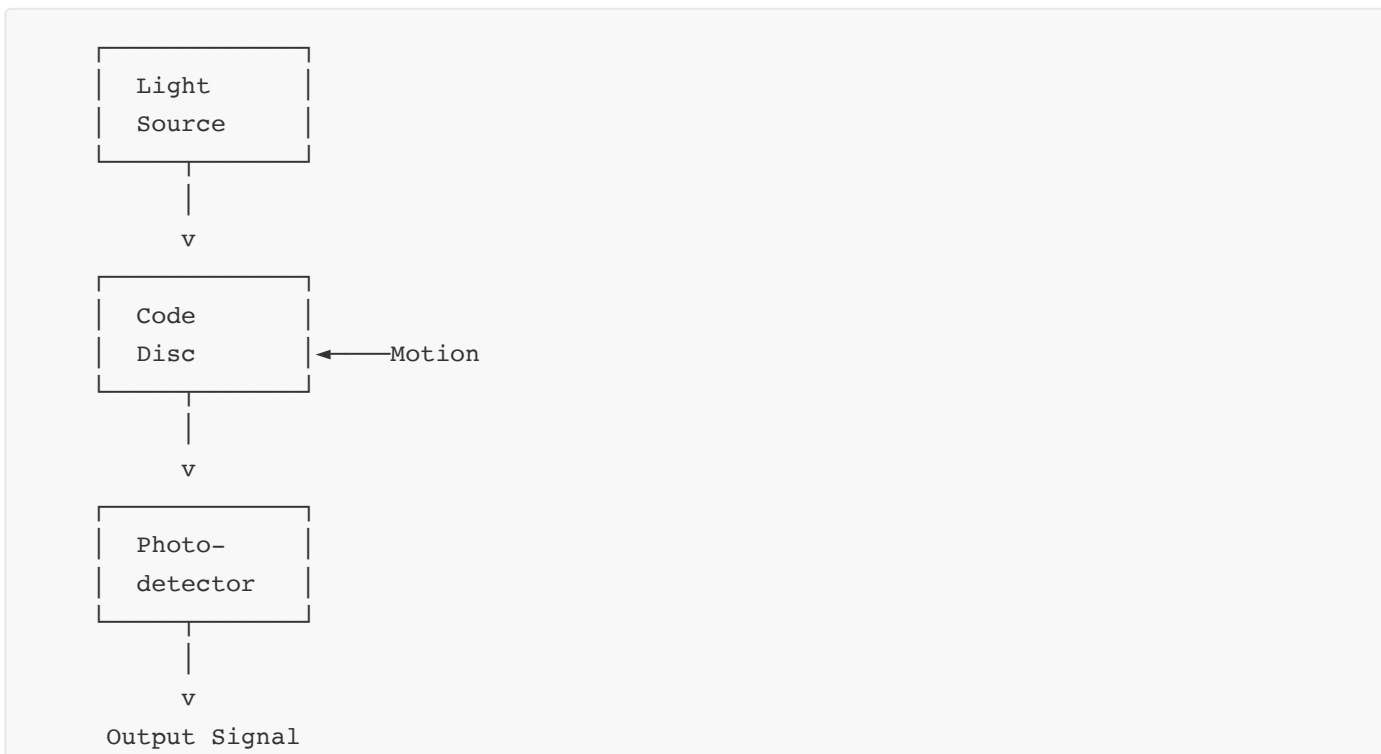 Light
Source
v
Code
Disc
Motion
v
Photo-
detector
v
Output Signal